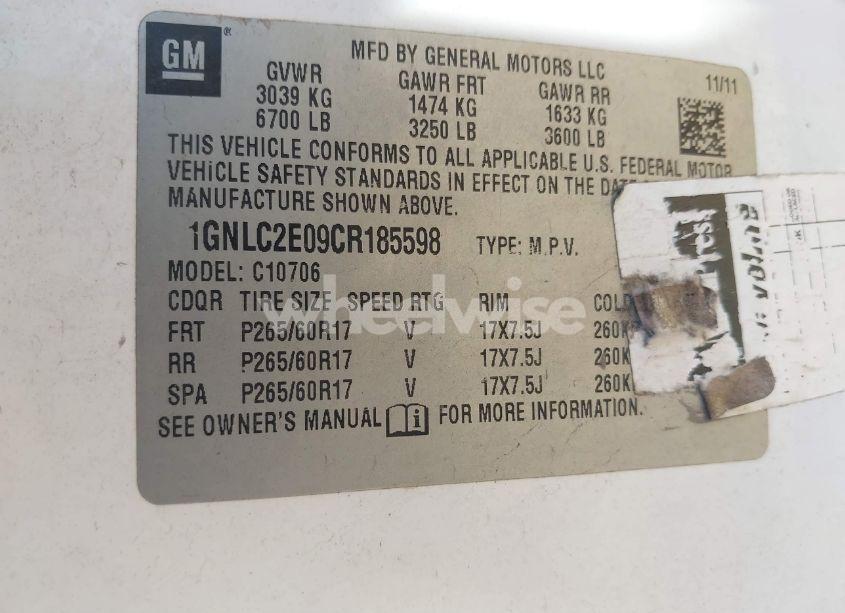 GM
MFD BY GENERAL MOTORS LLC
11/11
GVWR GAWR FRT GAWR RR
3039 KG 1474 KG 1633 KG
6700 LB 3250 LB 3600 LB
THIS VEHICLE CONFORMS TO ALL APPLICABLE U.S. FEDERAL MOTOR
VEHICLE SAFETY STANDARDS IN EFFECT ON THE DATE
MANUFACTURE SHOWN ABOVE.
1GNLC2E09CR185598 TYPE: M.P.V.
MODEL: C10706
wheelwise
CDQR TIRE SIZE SPEED RTG RIM COLD
FRT P265/60R17 V 17X7.5J 260K
RR P265/60R17 V 17X7.5J 260K
SPA P265/60R17 V 17X7.5J 260K
SEE OWNER'S MANUAL i FOR MORE INFORMATION.